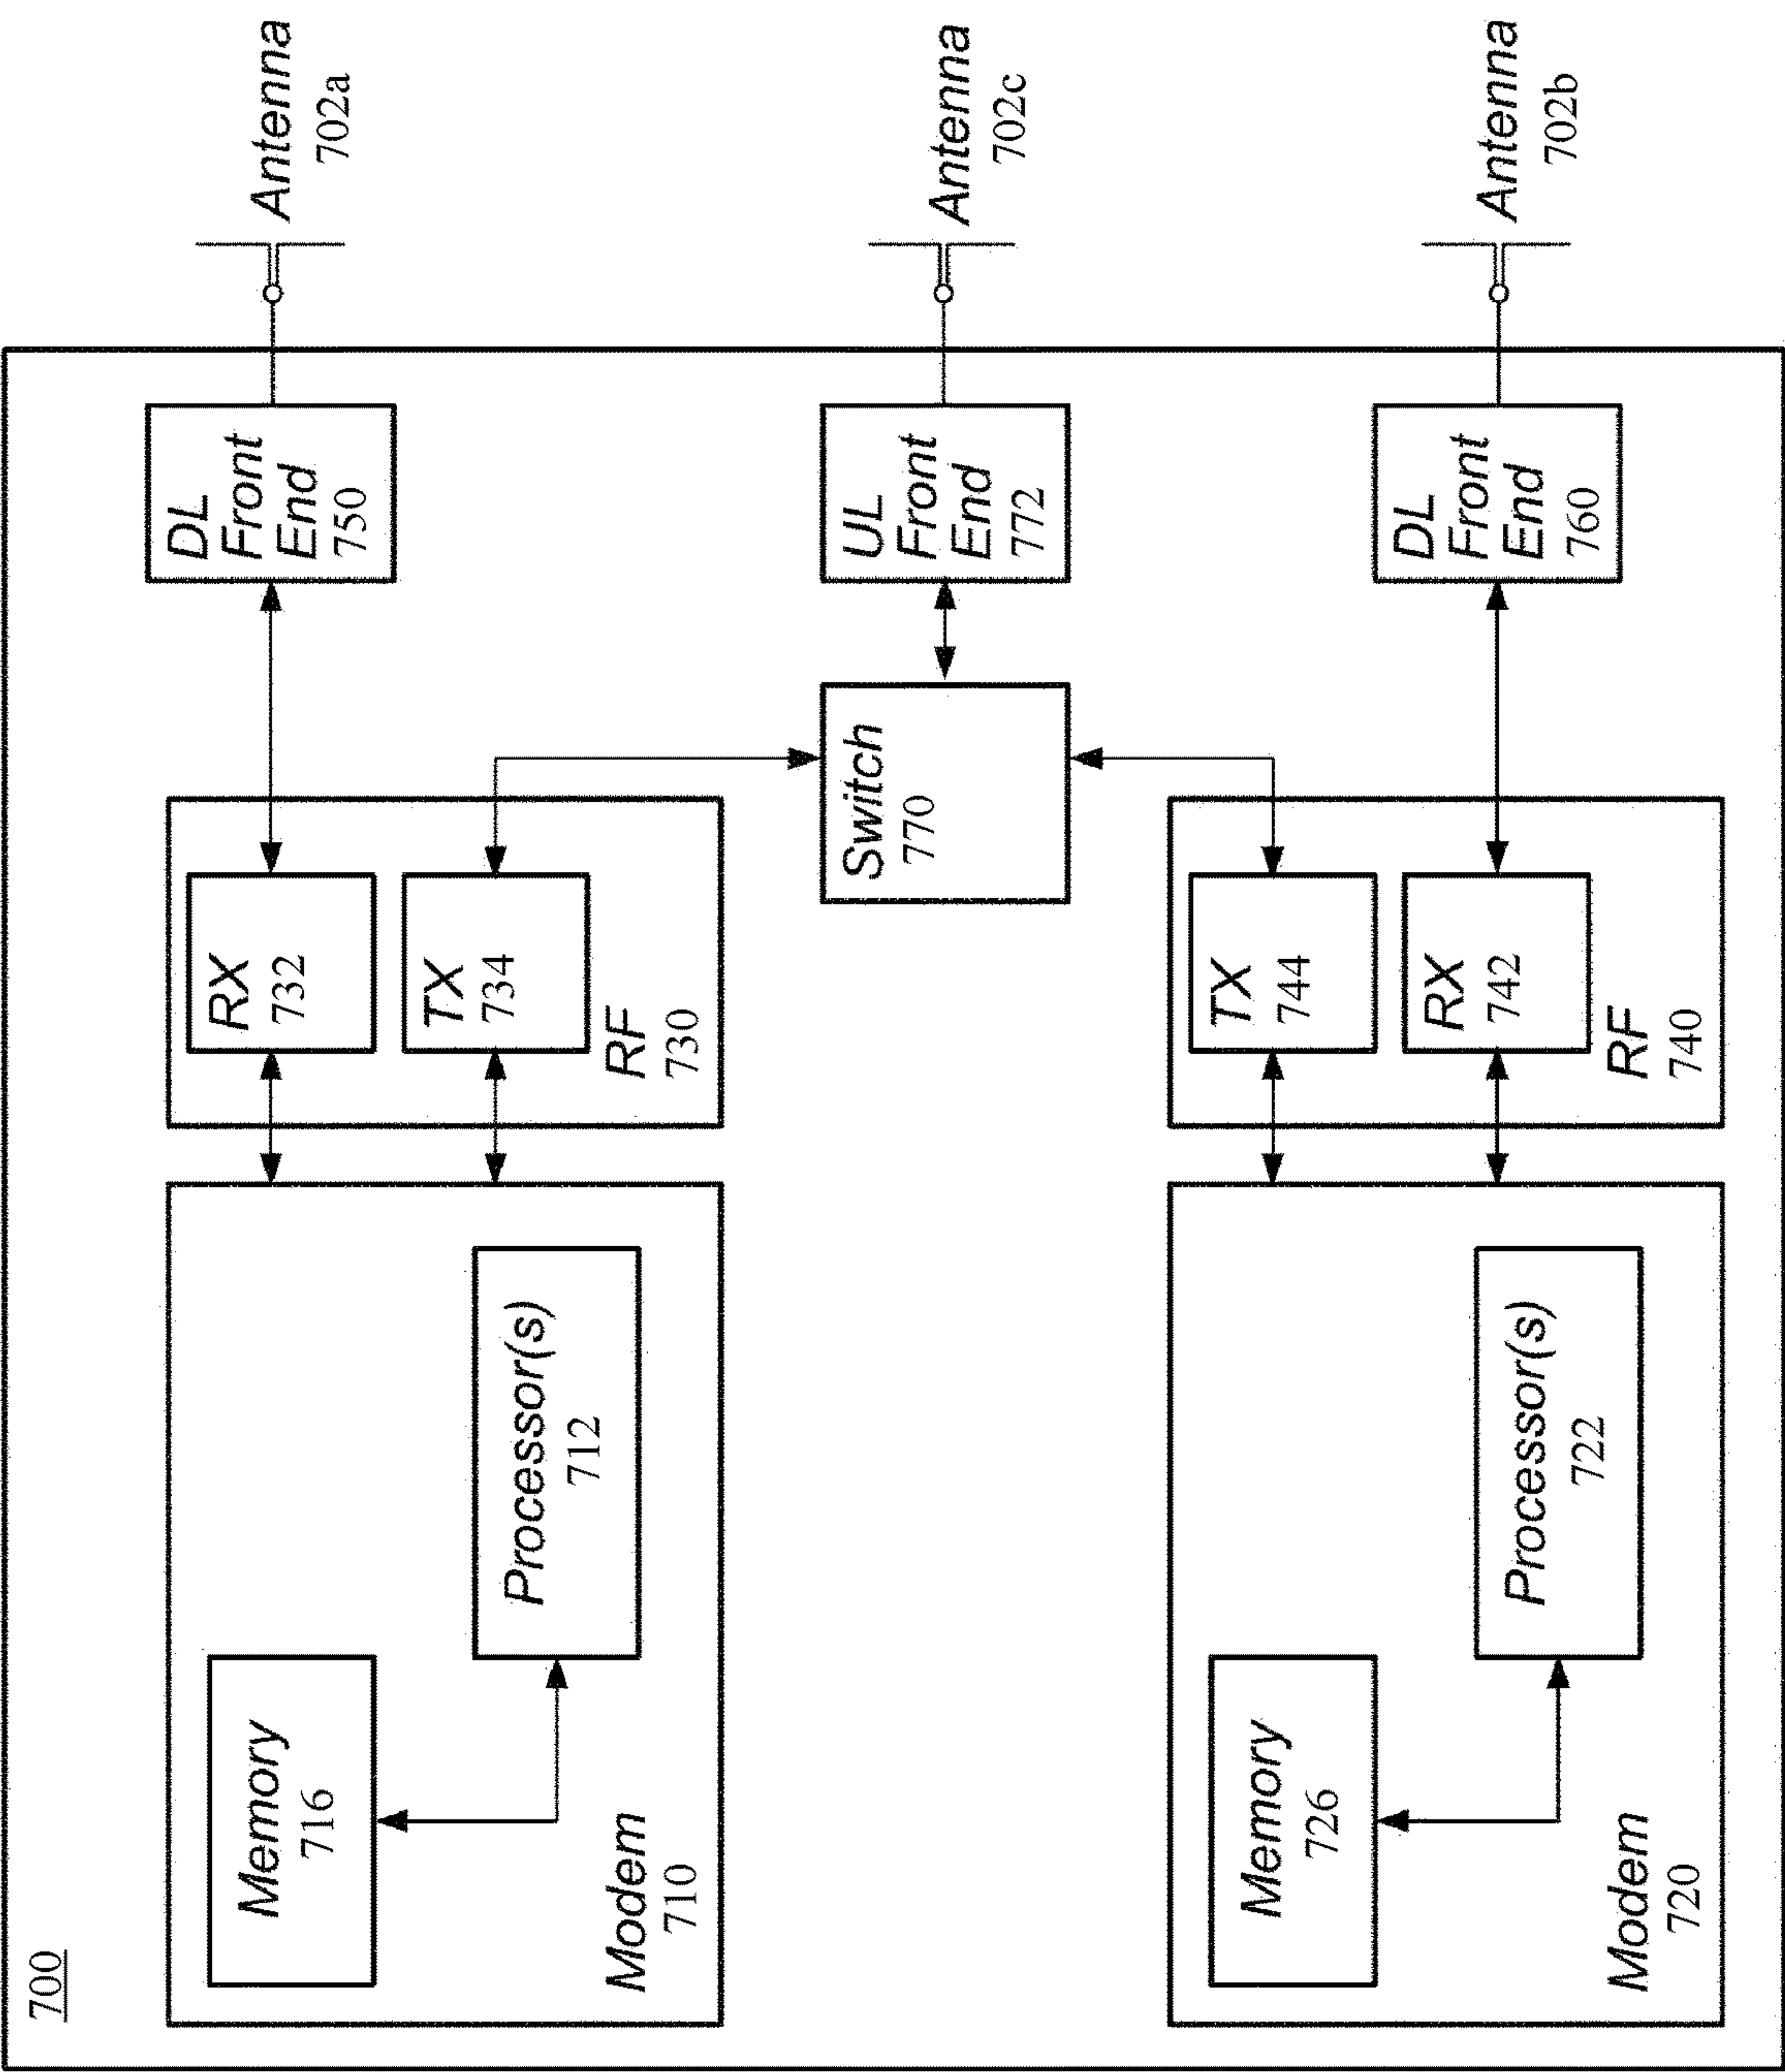 700
Memory
716
Processor(s)
712
Modem
710
RX
732
TX
734
RF
730
DL
Front
End
750
Antenna
702a
Switch
770
UL
Front
End
772
Antenna
702c
Memory
726
Processor(s)
722
Modem
720
TX
744
RX
742
RF
740
DL
Front
End
760
Antenna
702b